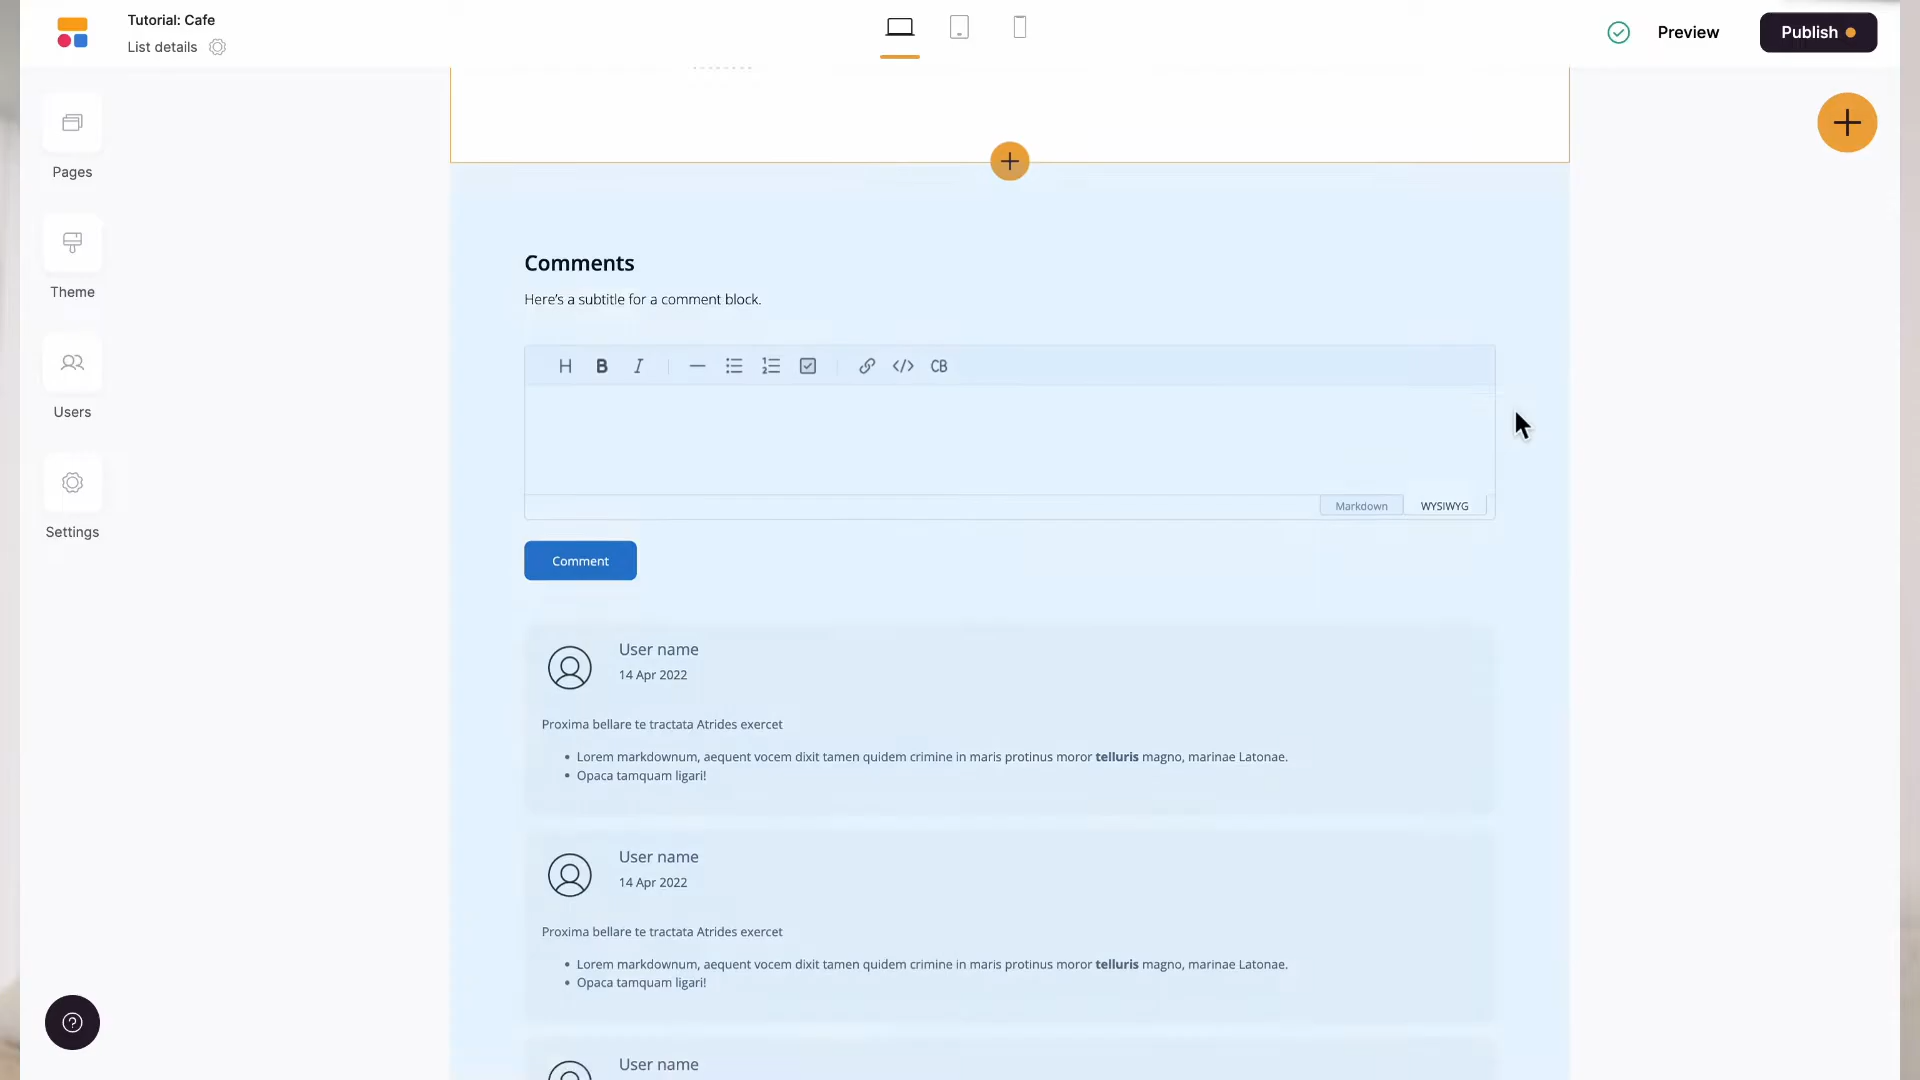 Tutorial: Cafe
List details
Preview
Publish
Pages
Theme
Users
Settings
Comments
Here's a subtitle for a comment block.
H B I CB
Markdown WYSIWYG
Comment
User name
14 Apr 2022
Proxima bellare te tractata Atrides exercet
• Lorem markdownum, aequent vocem dixit tamen quidem crimine in maris protinus moror telluris magno, marinae Latonae.
• Opaca tamquam ligari!
User name
14 Apr 2022
Proxima bellare te tractata Atrides exercet
• Lorem markdownum, aequent vocem dixit tamen quidem crimine in maris protinus moror telluris magno, marinae Latonae.
• Opaca tamquam ligari!
User name